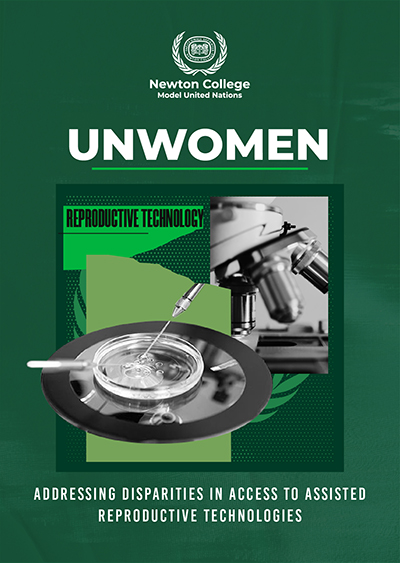 Newton College
Model United Nations
UNWOMEN
REPRODUCTIVE TECHNOLOGY
ADDRESSING DISPARITIES IN ACCESS TO ASSISTED
REPRODUCTIVE TECHNOLOGIES